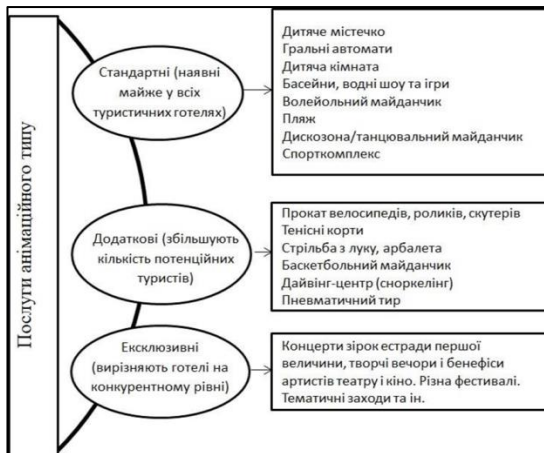 Послуги анімаційного типу
Стандартні (наявні
майже у всіх
туристичних готелях)
Дитяче містечко
Гральні автомати
Дитяча кімната
Басейни, водні шоу та ігри
Волейольний майданчик
Пляж
Дискозона/танцювальний майданчик
Спорткомплекс
Додаткові (збільшують
кількість потенційних
туристів)
Прокат велосипедів, роликів, скутерів
Тенісні корти
Стрільба з луку, арбалета
Баскетбольний майданчик
Дайвінг-центр (сноркелінг)
Пневматичний тир
Ексклюзивні
(вирізняють готелі на
конкурентному рівні)
Концерти зірок естради першої
величини, творчі вечори і бенефіси
артистів театру і кіно. Різна фестивалі.
Тематичні заходи та ін.